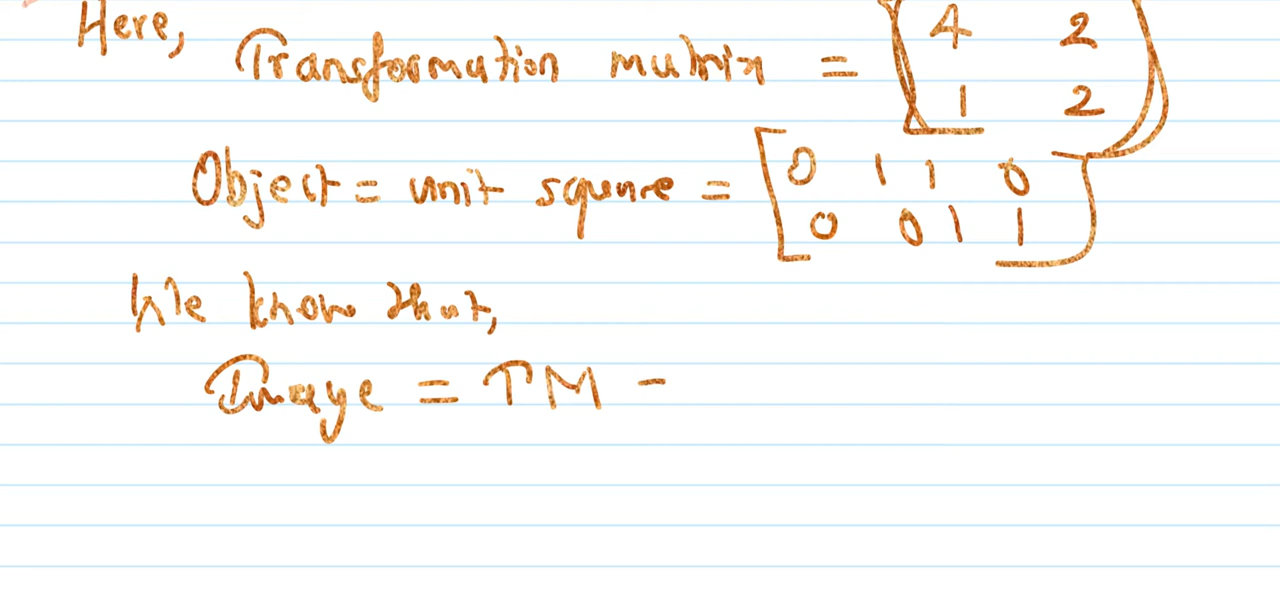 Here,
Transformation matrix = [4 2
1 2]
Object = unit square = [0 1 1 0
0 0 1 1]
We know that,
Image = TM -